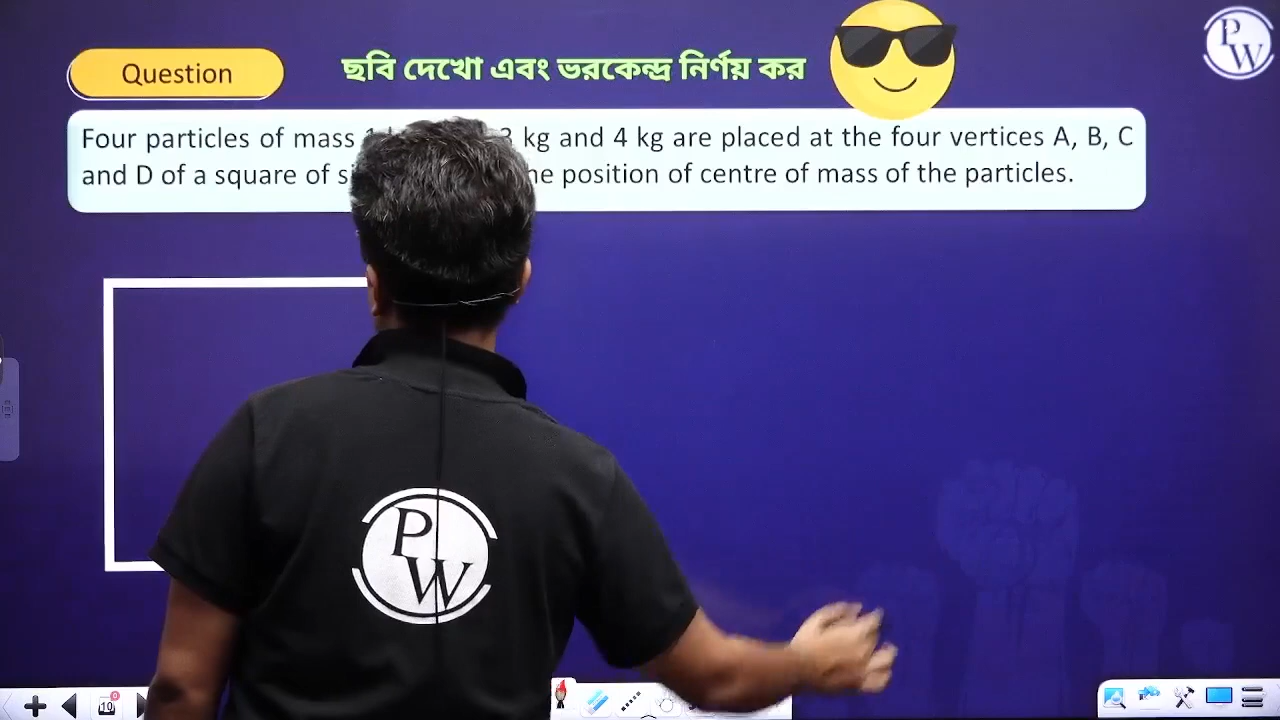 Question
ছবি দেখো এবং ভরকেন্দ্র নির্ণয় কর
PW
Four particles of mass 3 kg and 4 kg are placed at the four vertices A, B, C
and D of a square of position of centre of mass of the particles.
PW
10